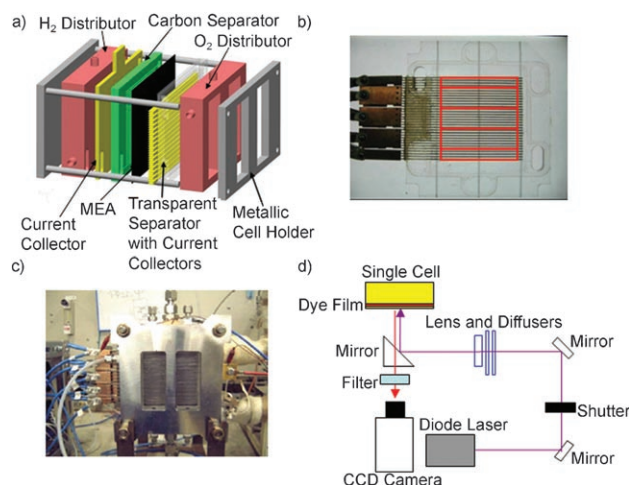 a)
H₂ Distributor
Carbon Separator
O₂ Distributor
Current
Collector
MEA
Transparent
Separator
with Current
Collectors
Metallic
Cell Holder
b)
c)
d)
Single Cell
Dye Film
Lens and Diffusers
Mirror
Mirror
Filter
Shutter
Diode Laser
Mirror
CCD Camera